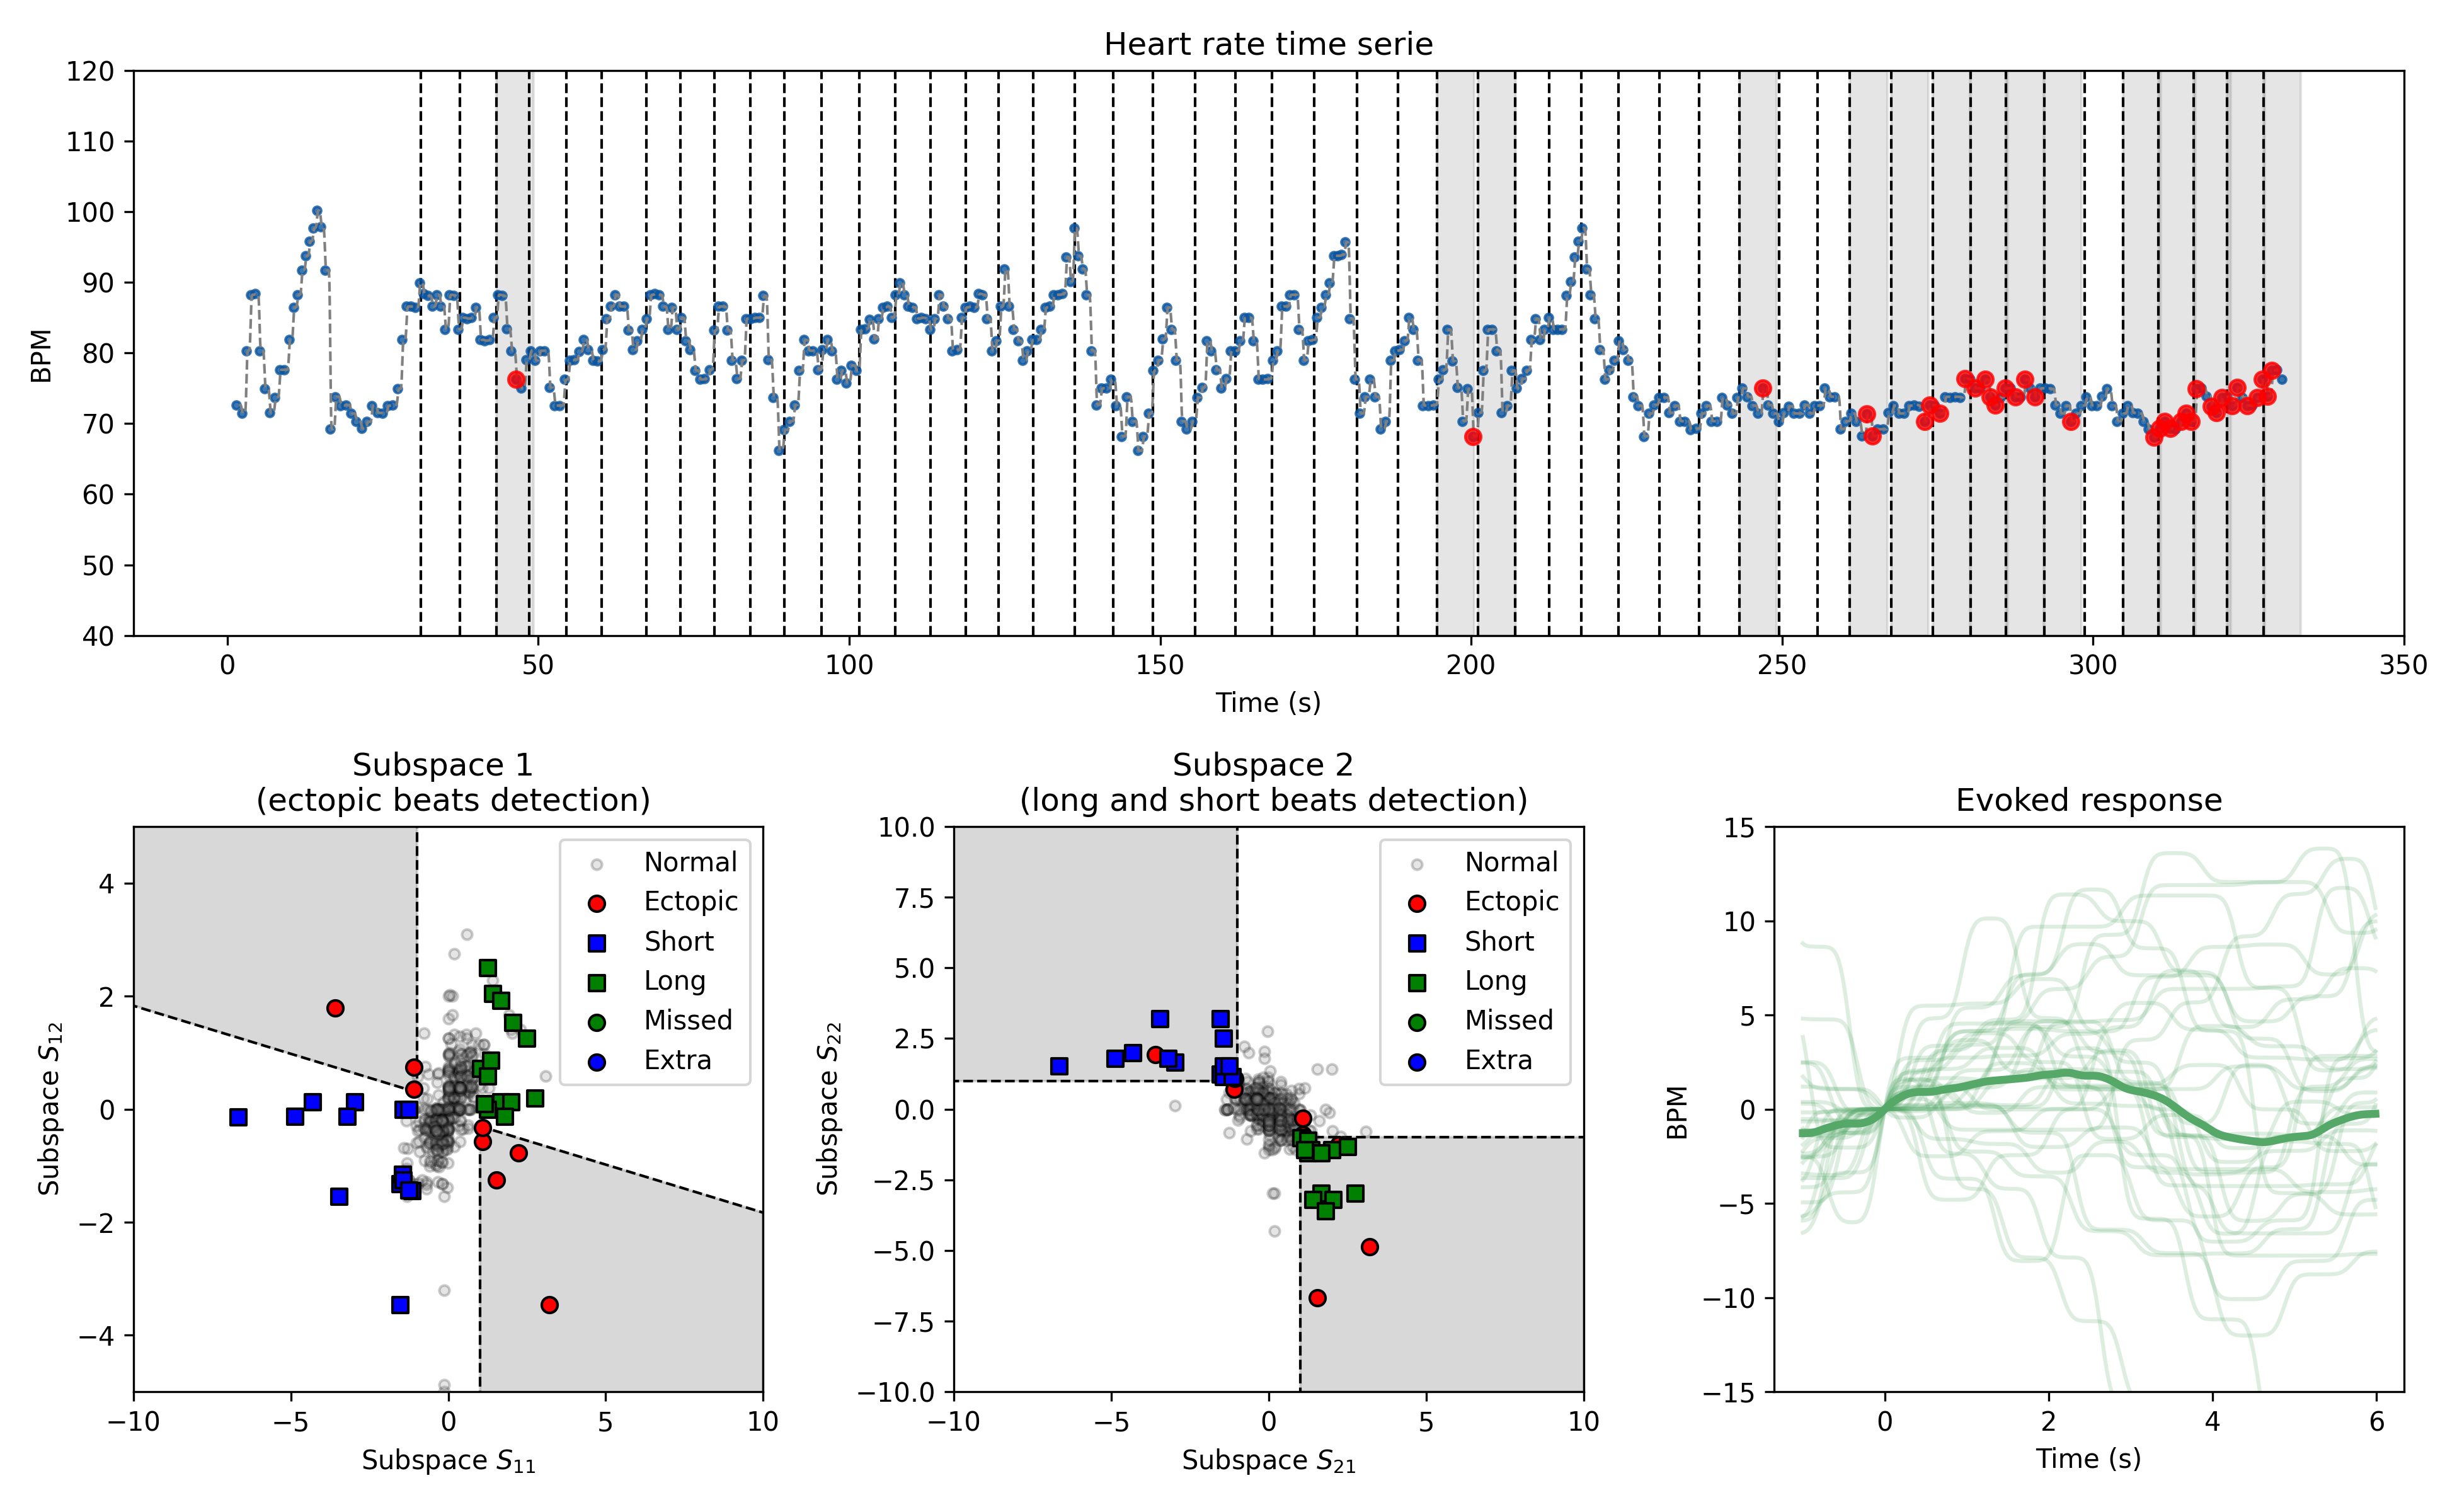 Heart rate time serie
120
110
100
90
80
70
60
50
40
BPM
0 50 100 150 200 250 300 350
Time (s)
Subspace 1
(ectopic beats detection)
4
2
0
−2
−4
Subspace S12
−10 −5 0 5 10
Subspace S11
Normal
Ectopic
Short
Long
Missed
Extra
Subspace 2
(long and short beats detection)
10.0
7.5
5.0
2.5
0.0
−2.5
−5.0
−7.5
−10.0
Subspace S22
−10 −5 0 5 10
Subspace S21
Normal
Ectopic
Short
Long
Missed
Extra
Evoked response
15
10
5
0
−5
−10
−15
BPM
0 2 4 6
Time (s)